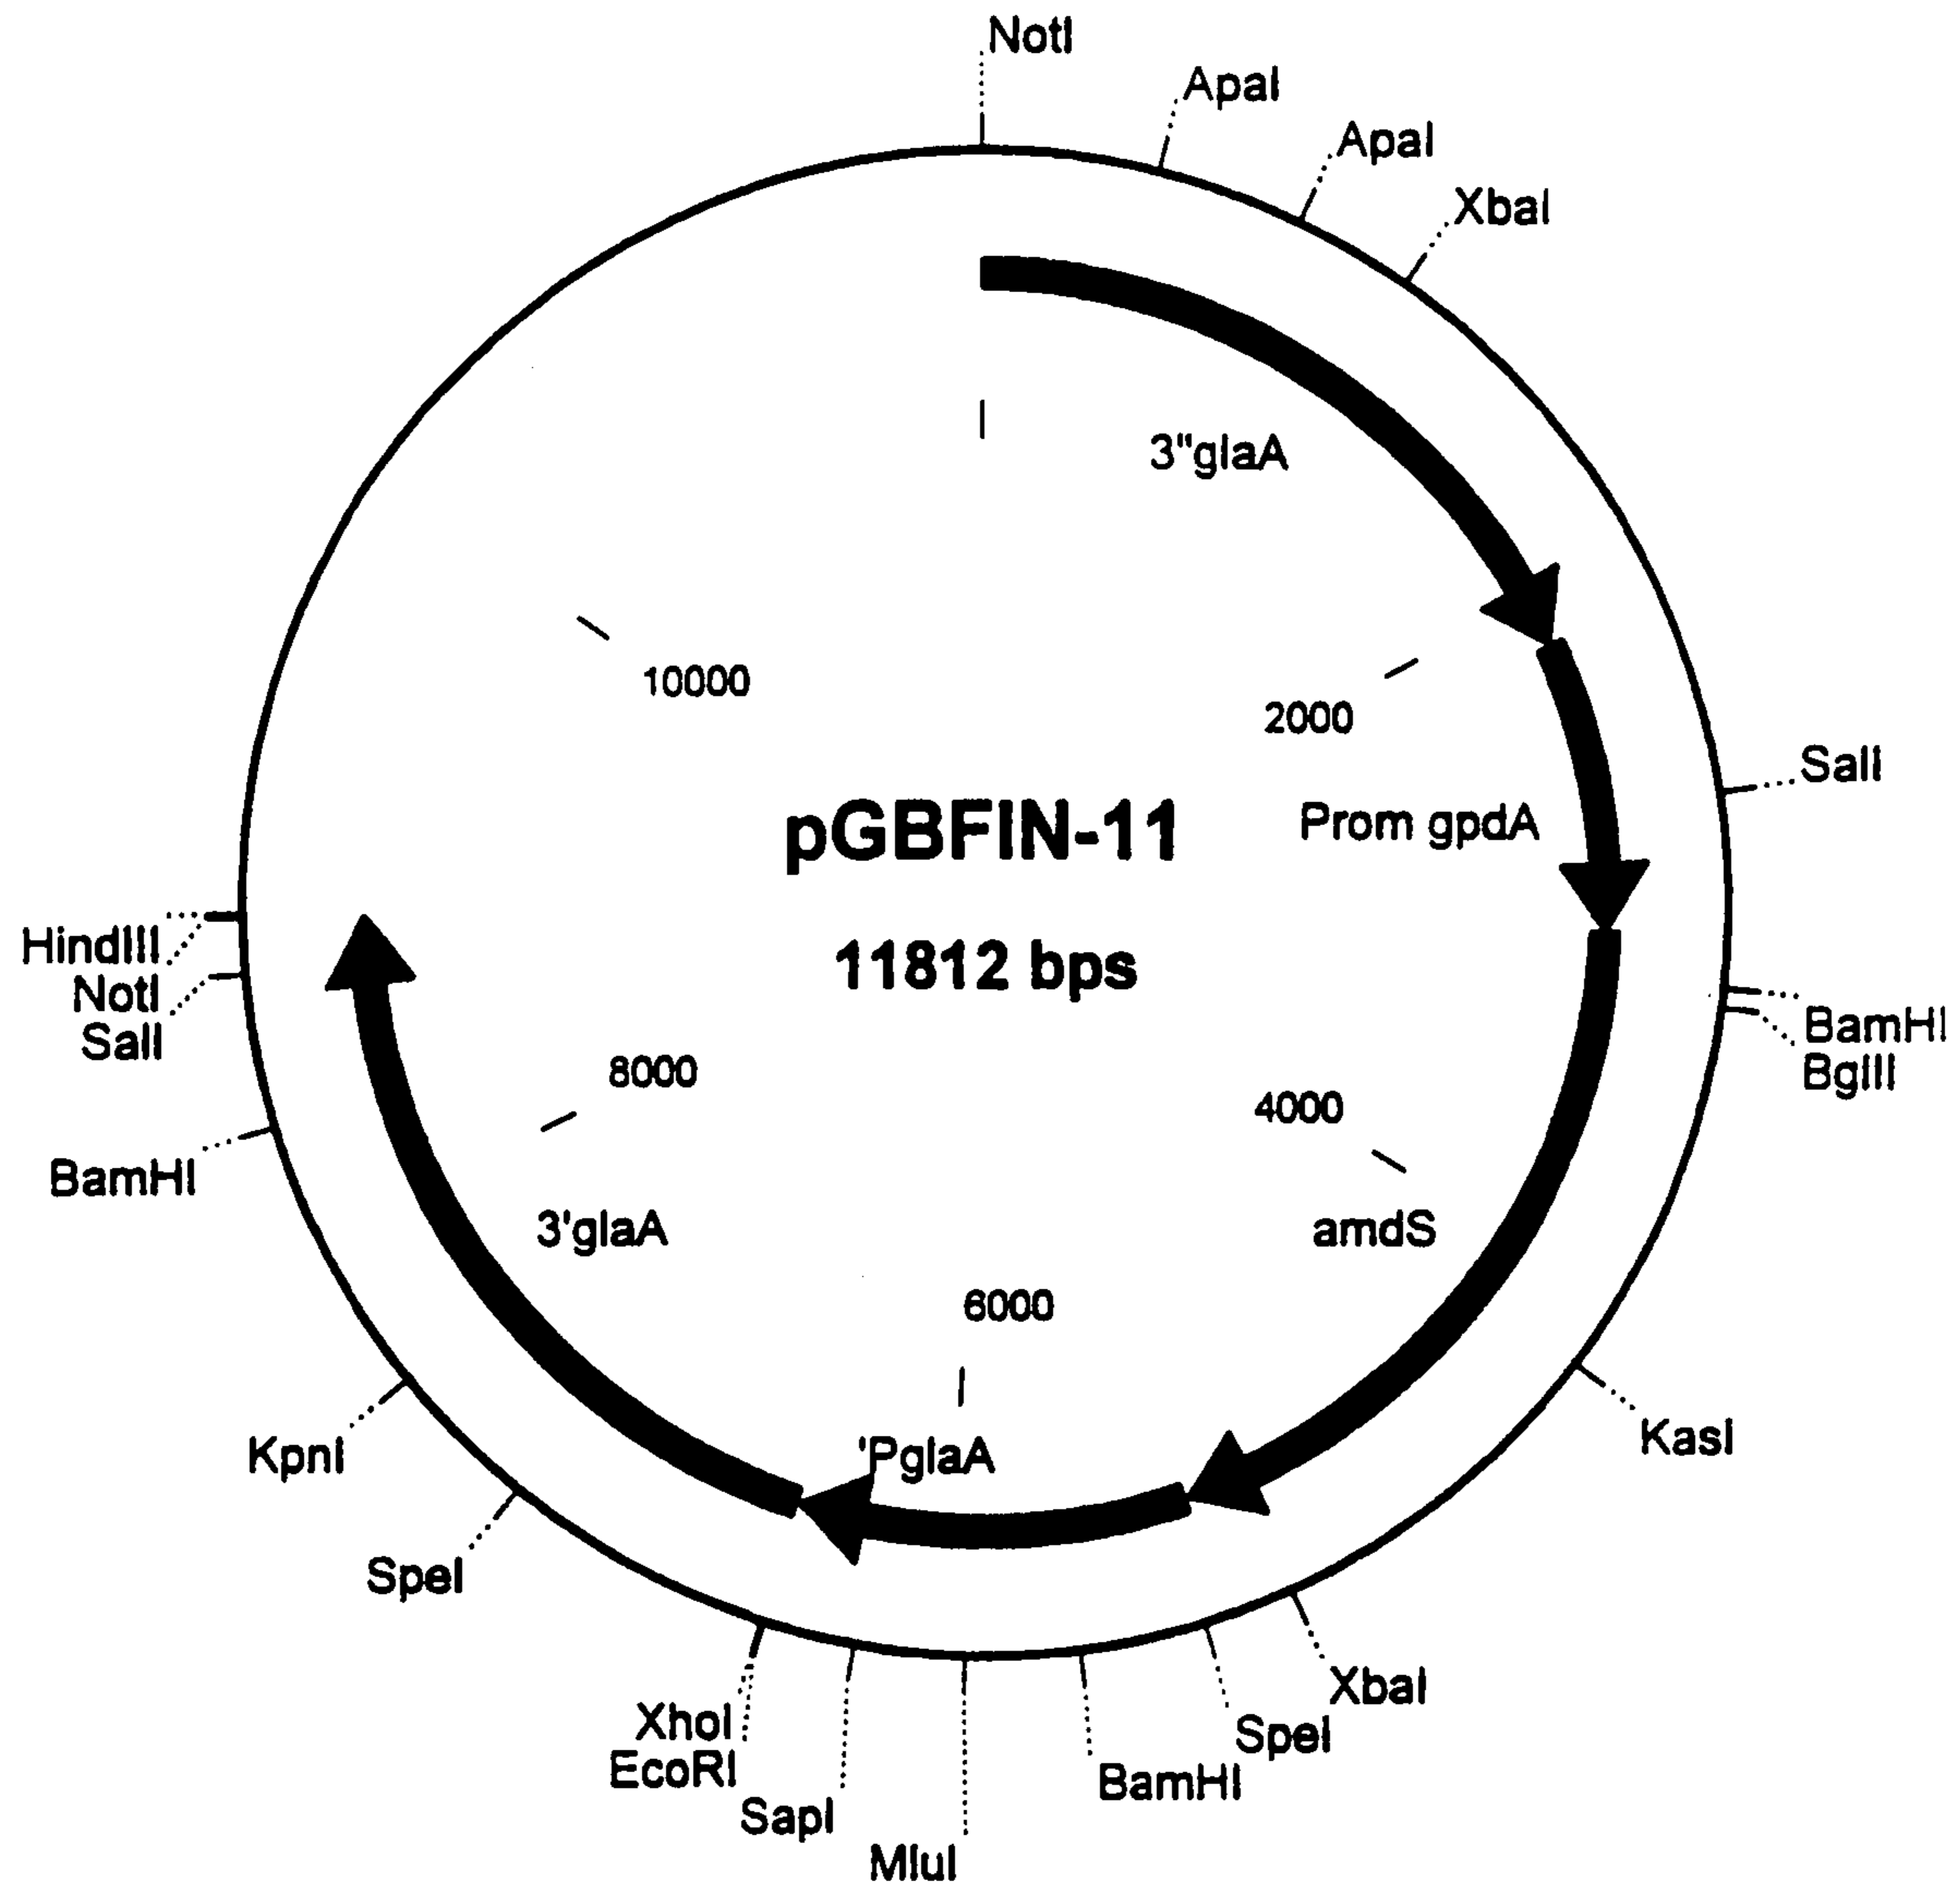 NotI
ApaI
ApaI
XbaI
3"glaA
10000
2000
SalI
pGBFIN-11
Prom gpdA
11812 bps
HindIII
NotI
SalI
BamHI
BglII
8000
4000
BamHI
3'glaA
amdS
6000
KpnI
'PglaA
KasI
SpeI
XbaI
XhoI
SpeI
EcoRI
BamHI
SapI
MluI